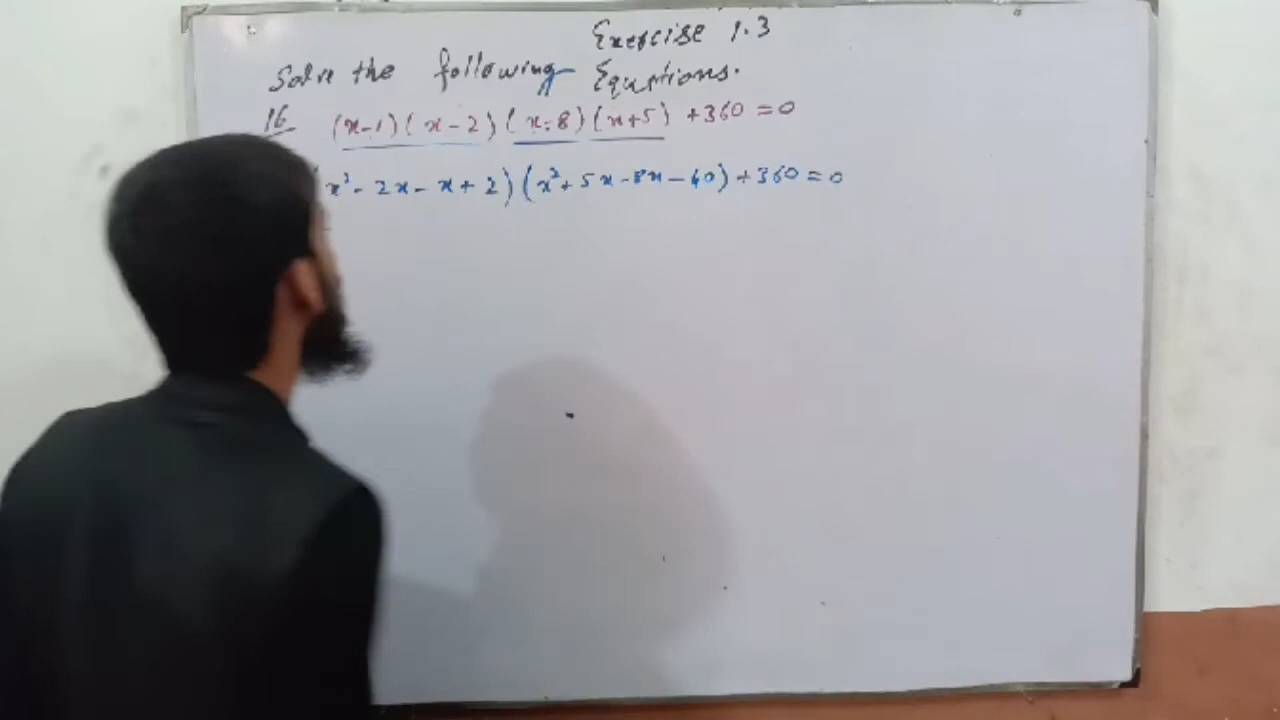 Exercise 1.3
Solve the following Equations.
16 (x-1)(x-2)(x-8)(x+5) +360 =0
(x²- 2x - x + 2)(x²+ 5x - 8x - 40) + 360 = 0